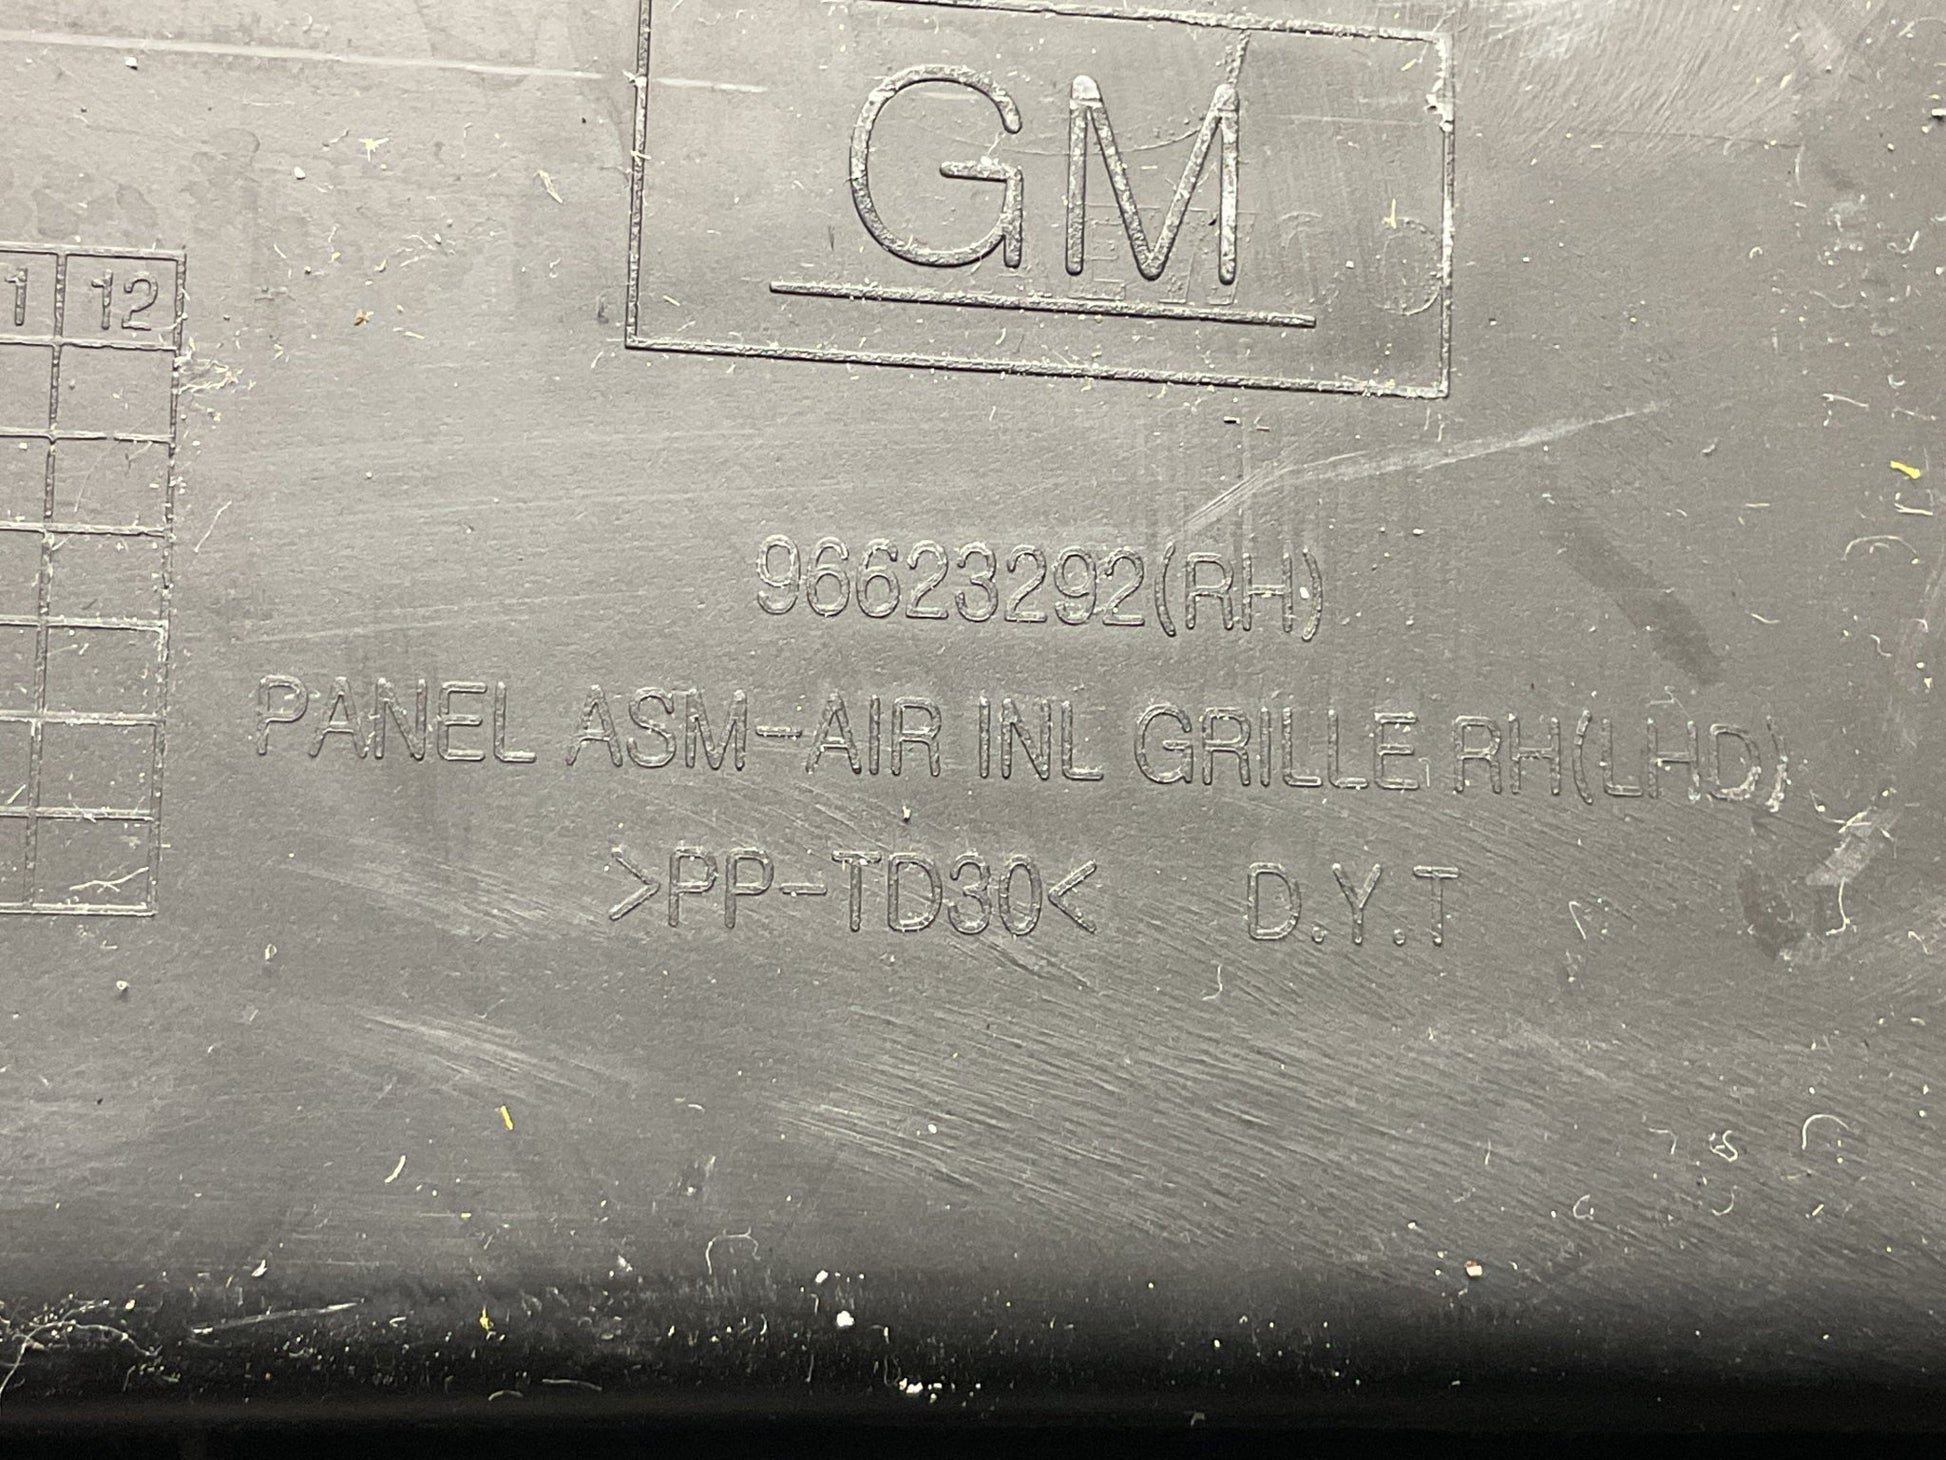 GM
1 12
96623292(RH)
PANEL ASM-AIR INL GRILLE RH(LHD)
>PP-TD30< D.Y.T